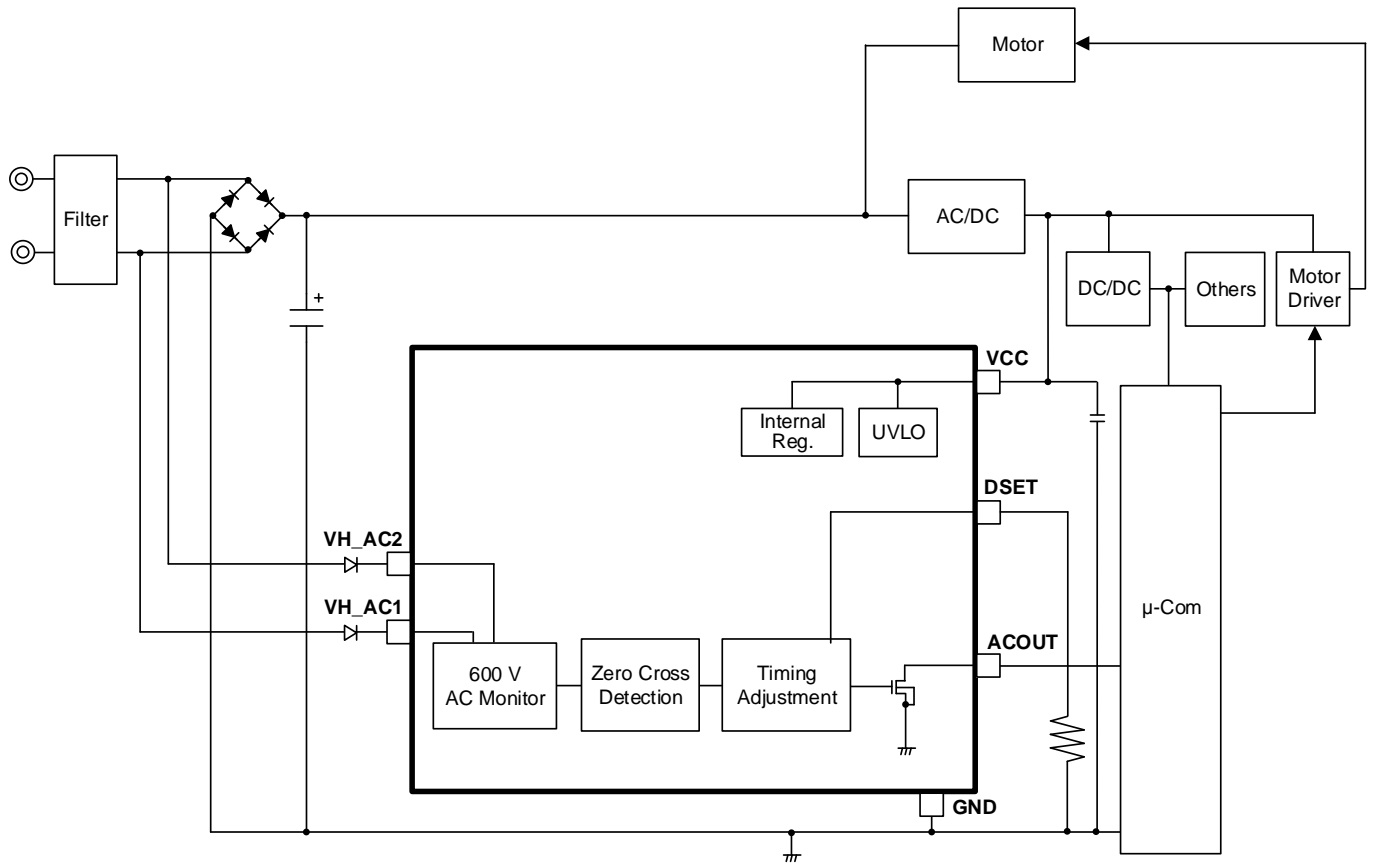 Motor
Filter
AC/DC
DC/DC
Others
Motor
Driver
+
VCC
Internal
Reg.
UVLO
DSET
VH_AC2
VH_AC1
600 V
AC Monitor
Zero Cross
Detection
Timing
Adjustment
ACOUT
µ-Com
GND